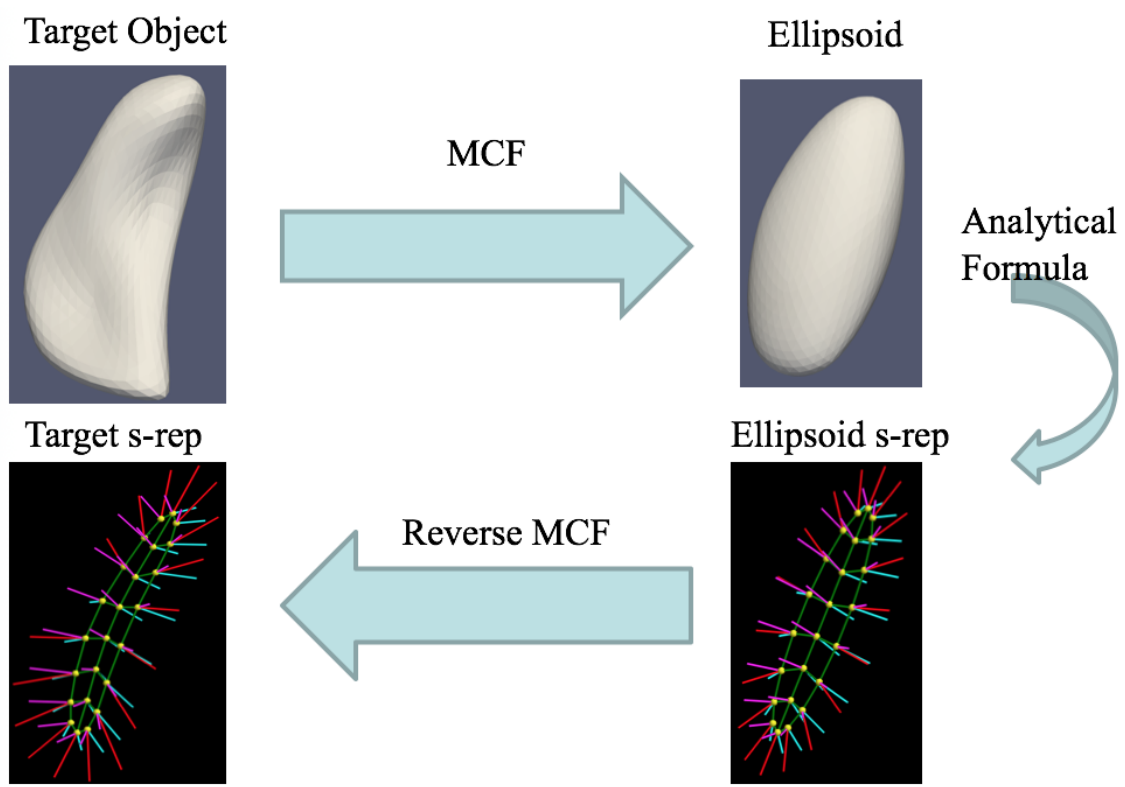 Target Object
Ellipsoid
MCF
Analytical
Formula
Target s-rep
Ellipsoid s-rep
Reverse MCF